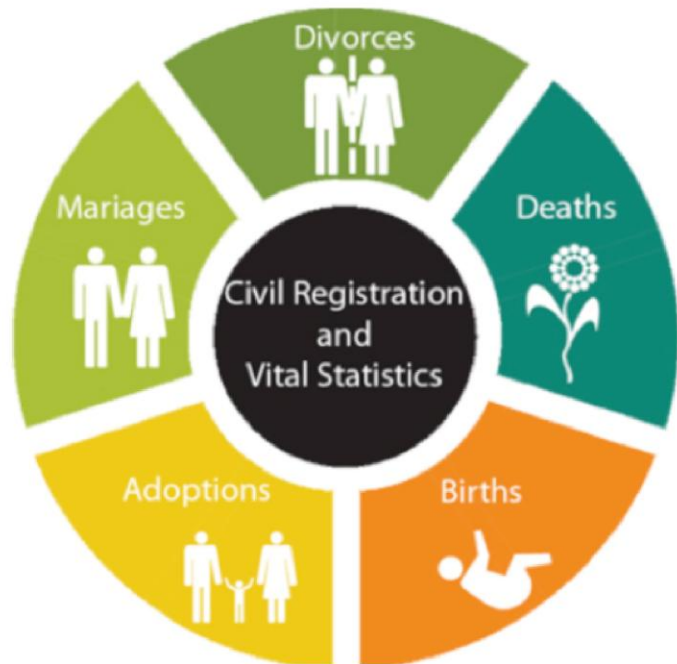 Divorces
Deaths
Births
Adoptions
Mariages
Civil Registration
and
Vital Statistics